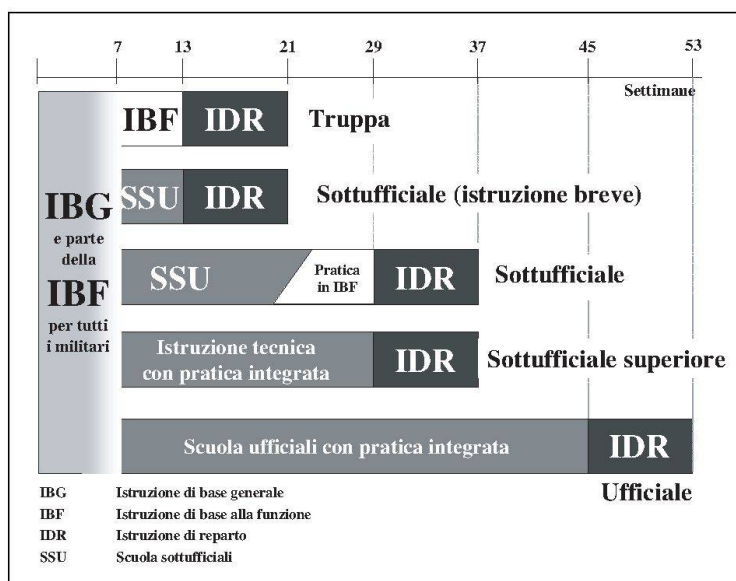 7 13 21 29 37 45 53
Settimane
IBG
e parte
della
IBF
per tutti
i militari
IBF IDR Truppa
SSU IDR Sottufficiale (istruzione breve)
SSU Pratica
in IBF IDR Sottufficiale
Istruzione tecnica
con pratica integrata IDR Sottufficiale superiore
Scuola ufficiali con pratica integrata IDR
Ufficiale
IBG Istruzione di base generale
IBF Istruzione di base alla funzione
IDR Istruzione di reparto
SSU Scuola sottufficiali